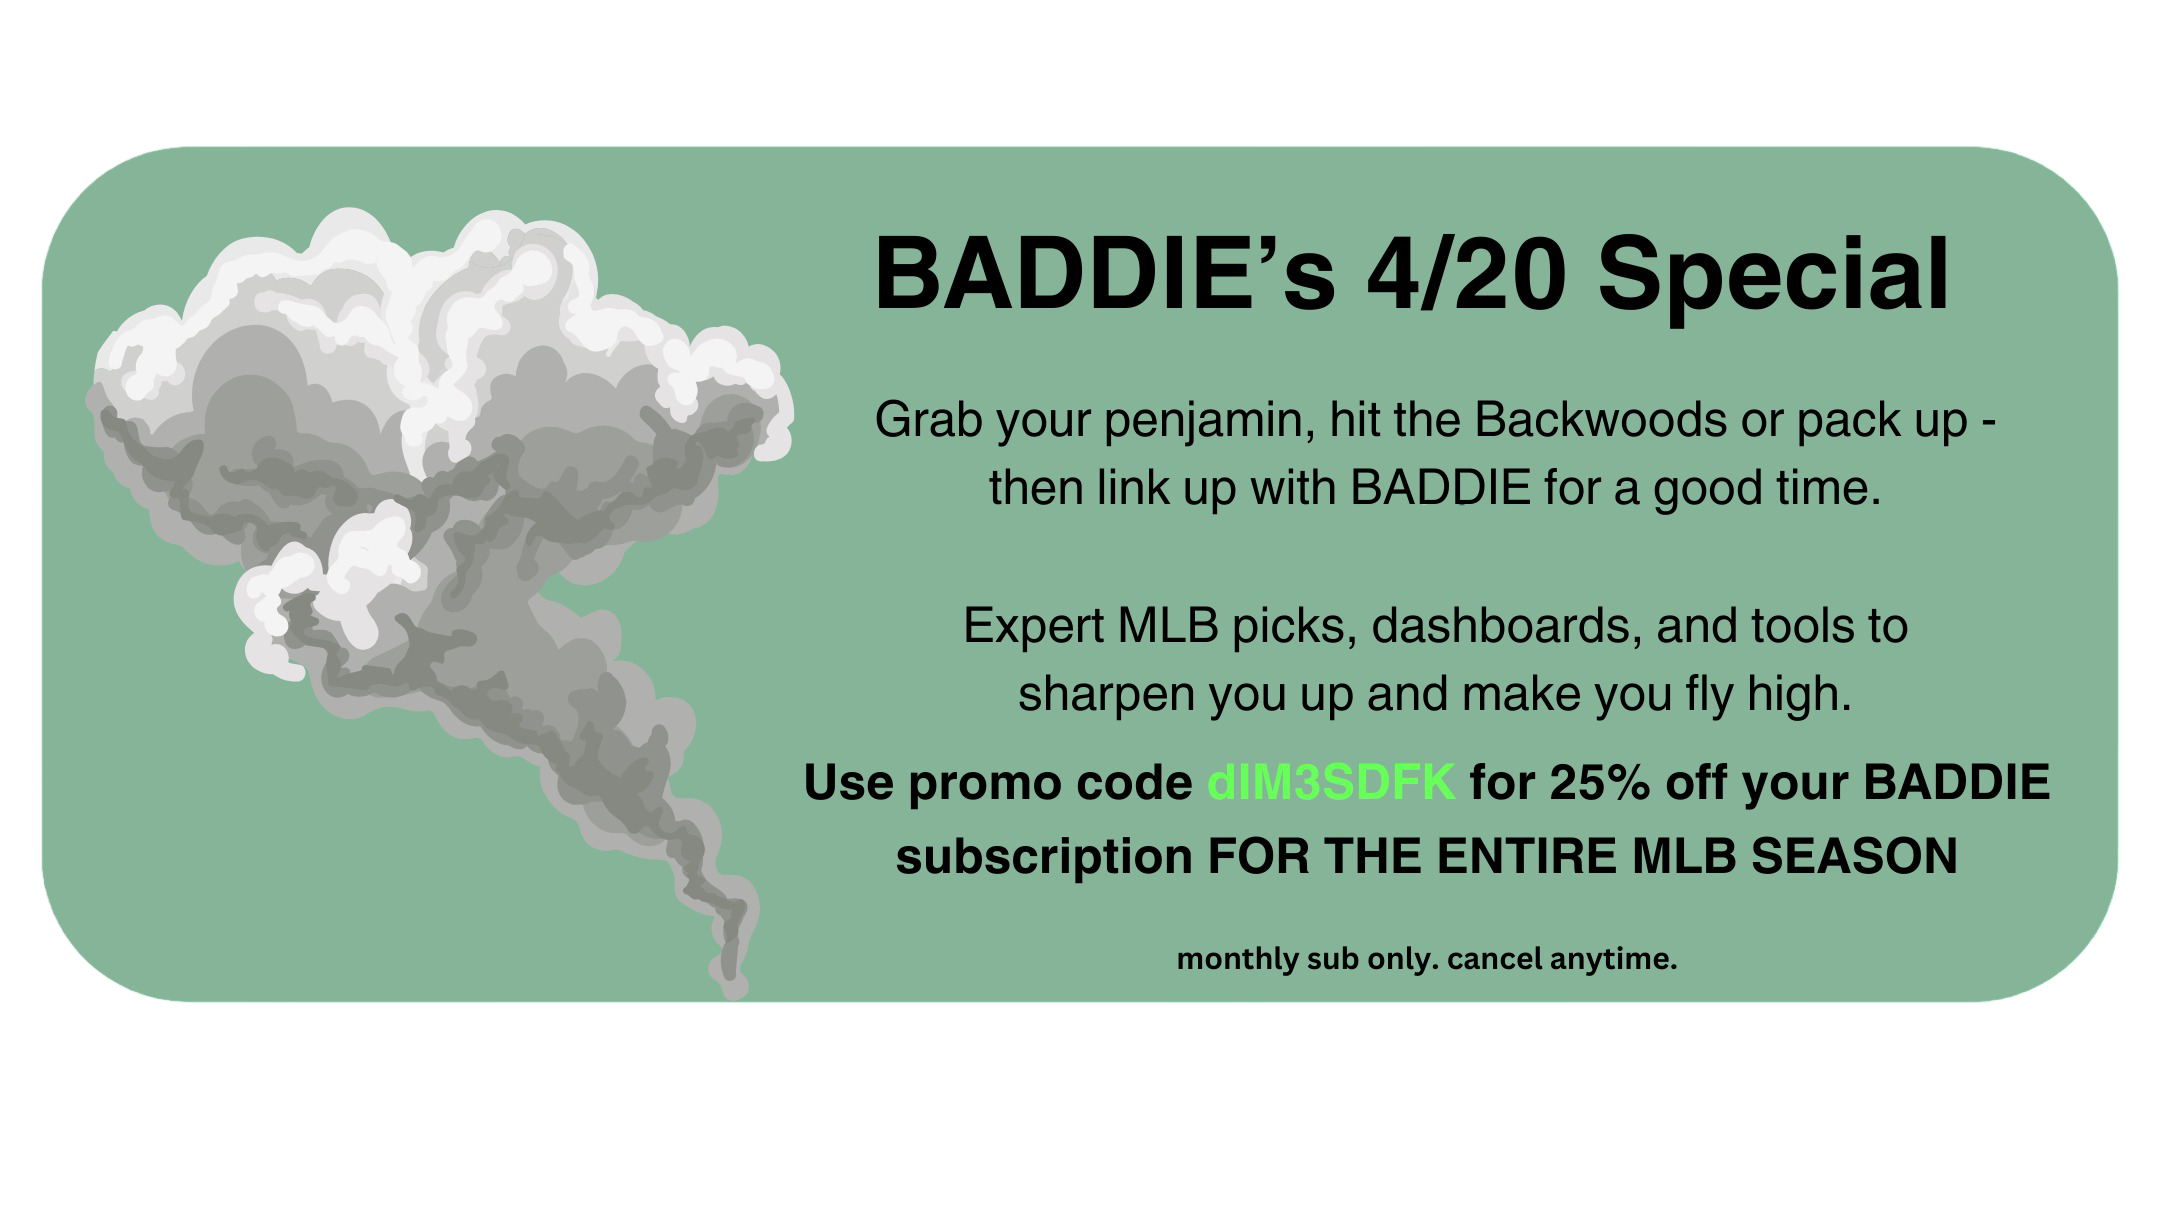 BADDIE’s 4/20 Special
Grab your penjamin, hit the Backwoods or pack up -
then link up with BADDIE for a good time.
Expert MLB picks, dashboards, and tools to
sharpen you up and make you fly high.
Use promo code dIM3SDFK for 25% off your BADDIE
subscription FOR THE ENTIRE MLB SEASON
monthly sub only. cancel anytime.